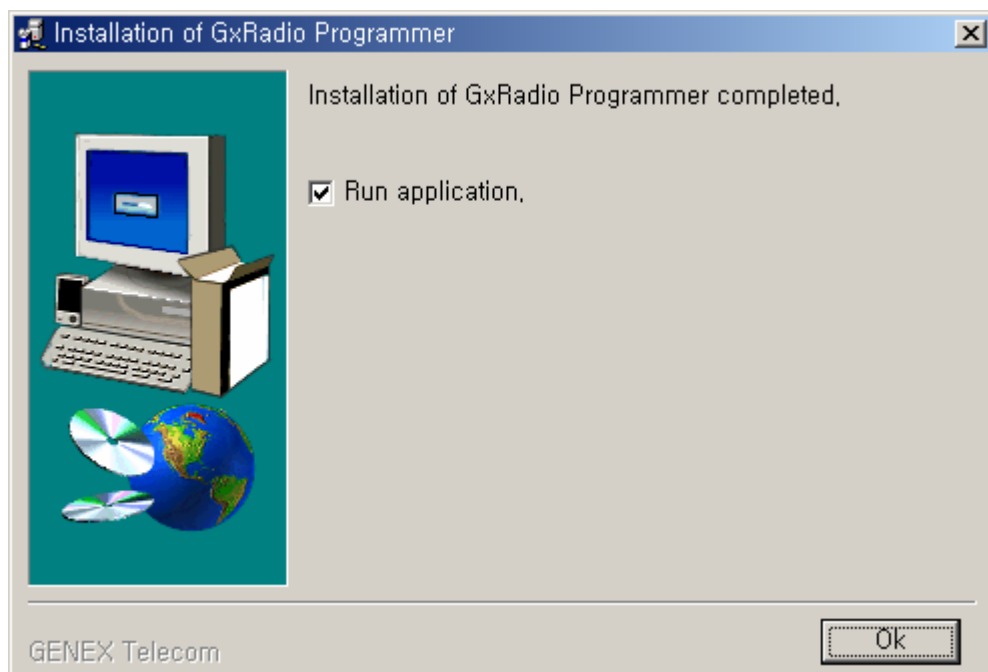 Installation of GxRadio Programmer
Installation of GxRadio Programmer completed.
Run application.
GENEX Telecom
Ok